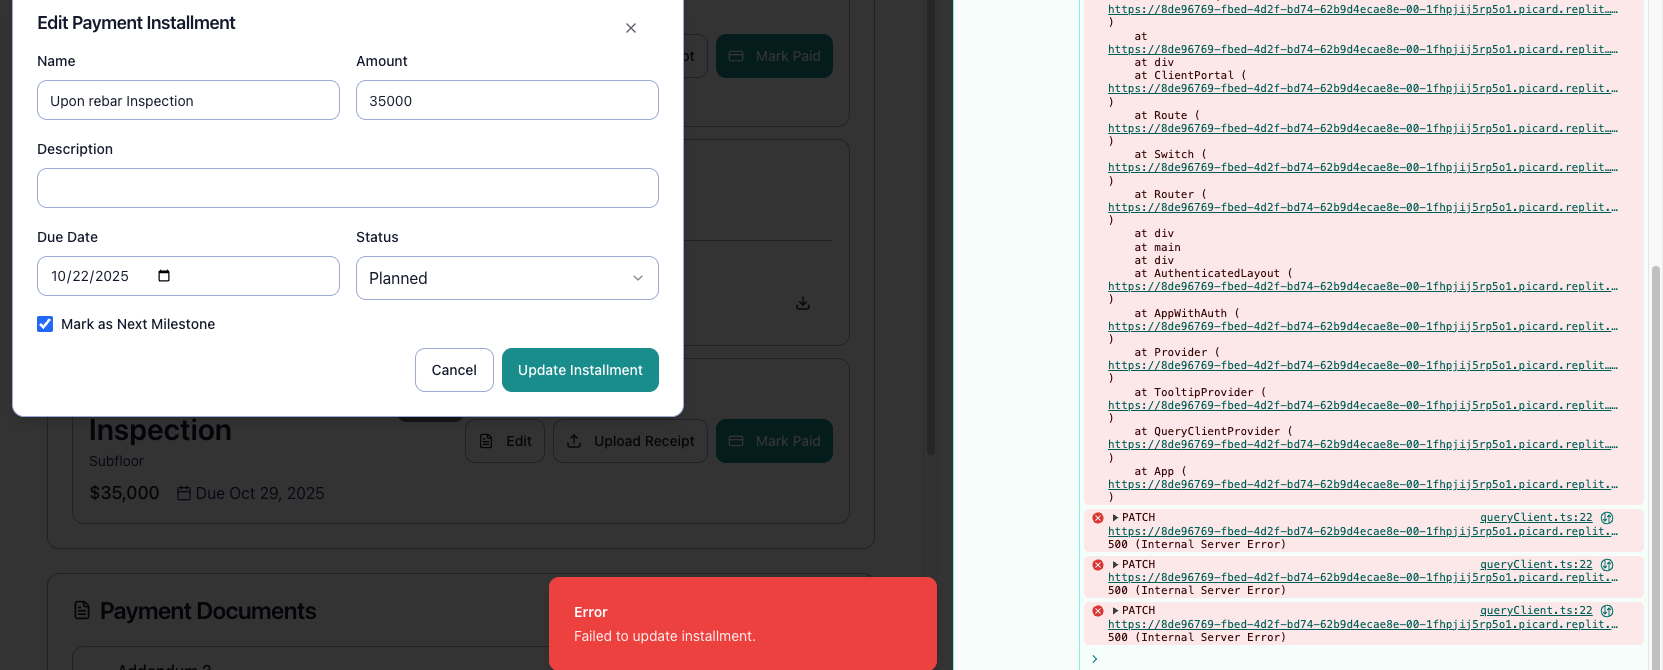 Edit Payment Installment
Name
Amount
Upon rebar Inspection
35000
Description
Due Date
Status
10/22/2025
Planned
Mark as Next Milestone
Cancel
Update Installment
pt
Mark Paid
Inspection
Subfloor
Edit
Upload Receipt
Mark Paid
$35,000
Due Oct 29, 2025
Payment Documents
Addendum 2
Error
Failed to update installment.
https://8de96769-fbed-4d2f-bd74-62b9d4ecae8e-00-1fhpjij5rp5o1.picard.replit.…
)
at
https://8de96769-fbed-4d2f-bd74-62b9d4ecae8e-00-1fhpjij5rp5o1.picard.replit.…
at div
at ClientPortal (
https://8de96769-fbed-4d2f-bd74-62b9d4ecae8e-00-1fhpjij5rp5o1.picard.replit.…
)
at Route (
https://8de96769-fbed-4d2f-bd74-62b9d4ecae8e-00-1fhpjij5rp5o1.picard.replit.…
)
at Switch (
https://8de96769-fbed-4d2f-bd74-62b9d4ecae8e-00-1fhpjij5rp5o1.picard.replit.…
)
at Router (
https://8de96769-fbed-4d2f-bd74-62b9d4ecae8e-00-1fhpjij5rp5o1.picard.replit.…
)
at div
at main
at div
at AuthenticatedLayout (
https://8de96769-fbed-4d2f-bd74-62b9d4ecae8e-00-1fhpjij5rp5o1.picard.replit.…
)
at AppWithAuth (
https://8de96769-fbed-4d2f-bd74-62b9d4ecae8e-00-1fhpjij5rp5o1.picard.replit.…
)
at Provider (
https://8de96769-fbed-4d2f-bd74-62b9d4ecae8e-00-1fhpjij5rp5o1.picard.replit.…
)
at TooltipProvider (
https://8de96769-fbed-4d2f-bd74-62b9d4ecae8e-00-1fhpjij5rp5o1.picard.replit.…
)
at QueryClientProvider (
https://8de96769-fbed-4d2f-bd74-62b9d4ecae8e-00-1fhpjij5rp5o1.picard.replit.…
)
at App (
https://8de96769-fbed-4d2f-bd74-62b9d4ecae8e-00-1fhpjij5rp5o1.picard.replit.…
)
PATCH queryClient.ts:22
https://8de96769-fbed-4d2f-bd74-62b9d4ecae8e-00-1fhpjij5rp5o1.picard.replit.…
500 (Internal Server Error)
PATCH queryClient.ts:22
https://8de96769-fbed-4d2f-bd74-62b9d4ecae8e-00-1fhpjij5rp5o1.picard.replit.…
500 (Internal Server Error)
PATCH queryClient.ts:22
https://8de96769-fbed-4d2f-bd74-62b9d4ecae8e-00-1fhpjij5rp5o1.picard.replit.…
500 (Internal Server Error)